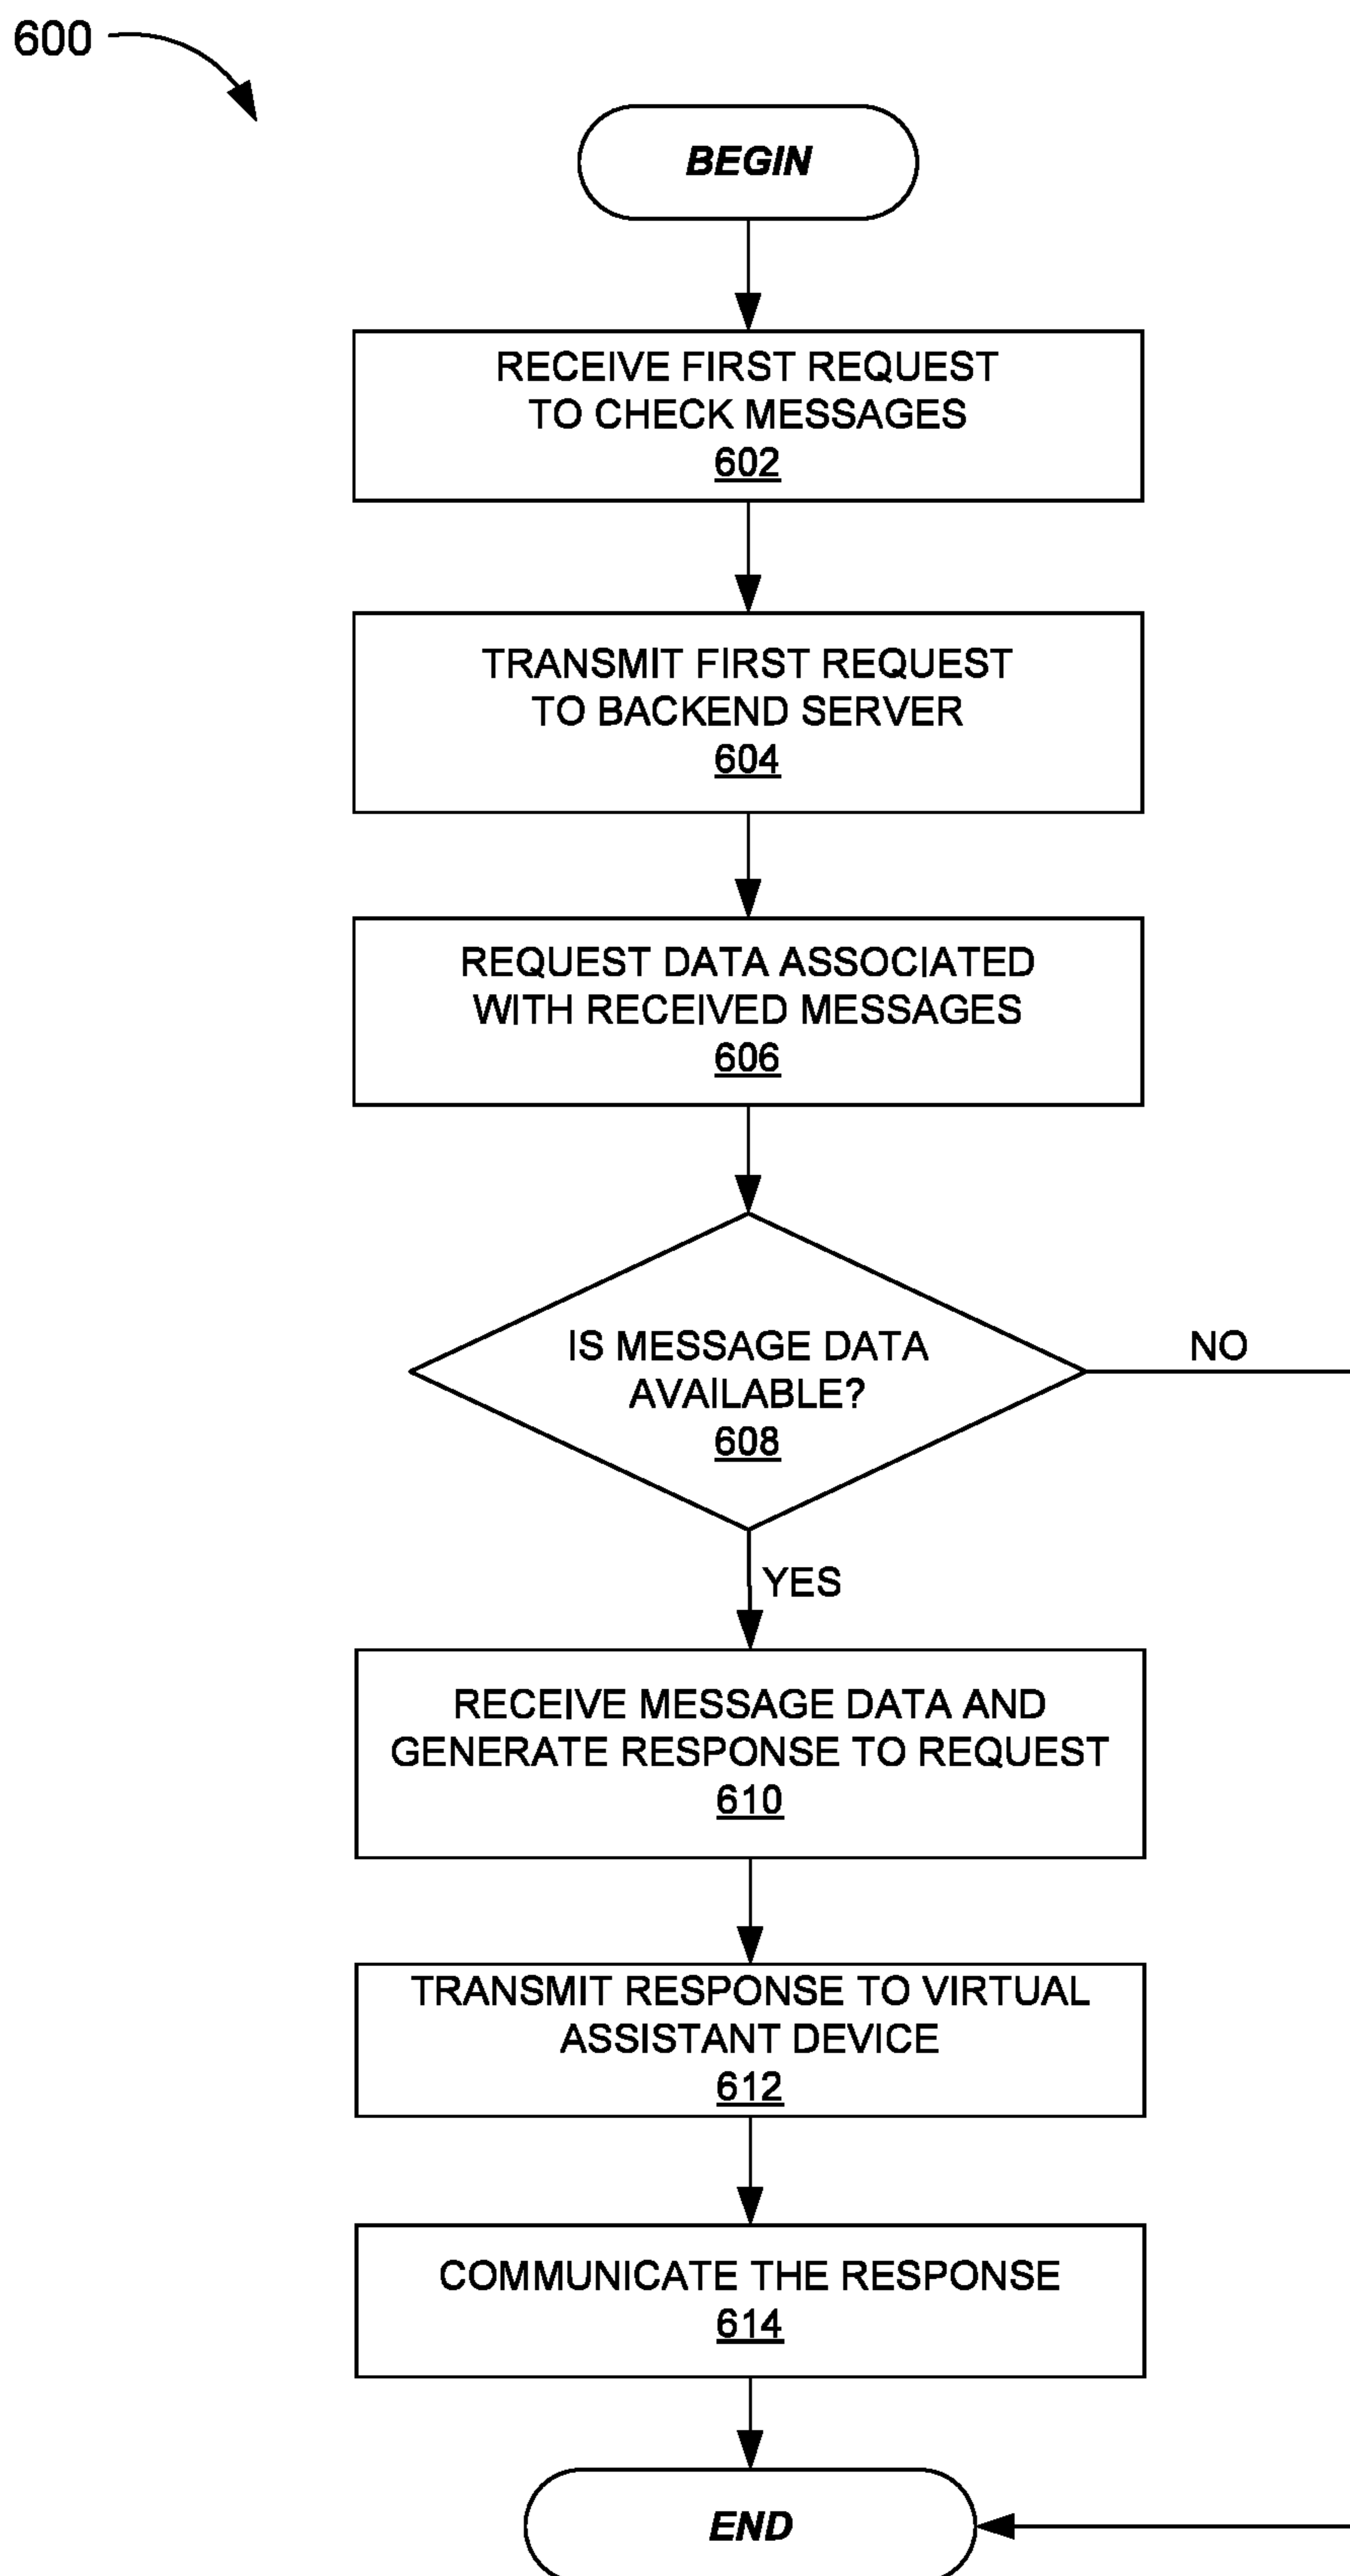 600
BEGIN
RECEIVE FIRST REQUEST
TO CHECK MESSAGES
602
TRANSMIT FIRST REQUEST
TO BACKEND SERVER
604
REQUEST DATA ASSOCIATED
WITH RECEIVED MESSAGES
606
IS MESSAGE DATA
AVAILABLE?
608
NO
YES
RECEIVE MESSAGE DATA AND
GENERATE RESPONSE TO REQUEST
610
TRANSMIT RESPONSE TO VIRTUAL
ASSISTANT DEVICE
612
COMMUNICATE THE RESPONSE
614
END